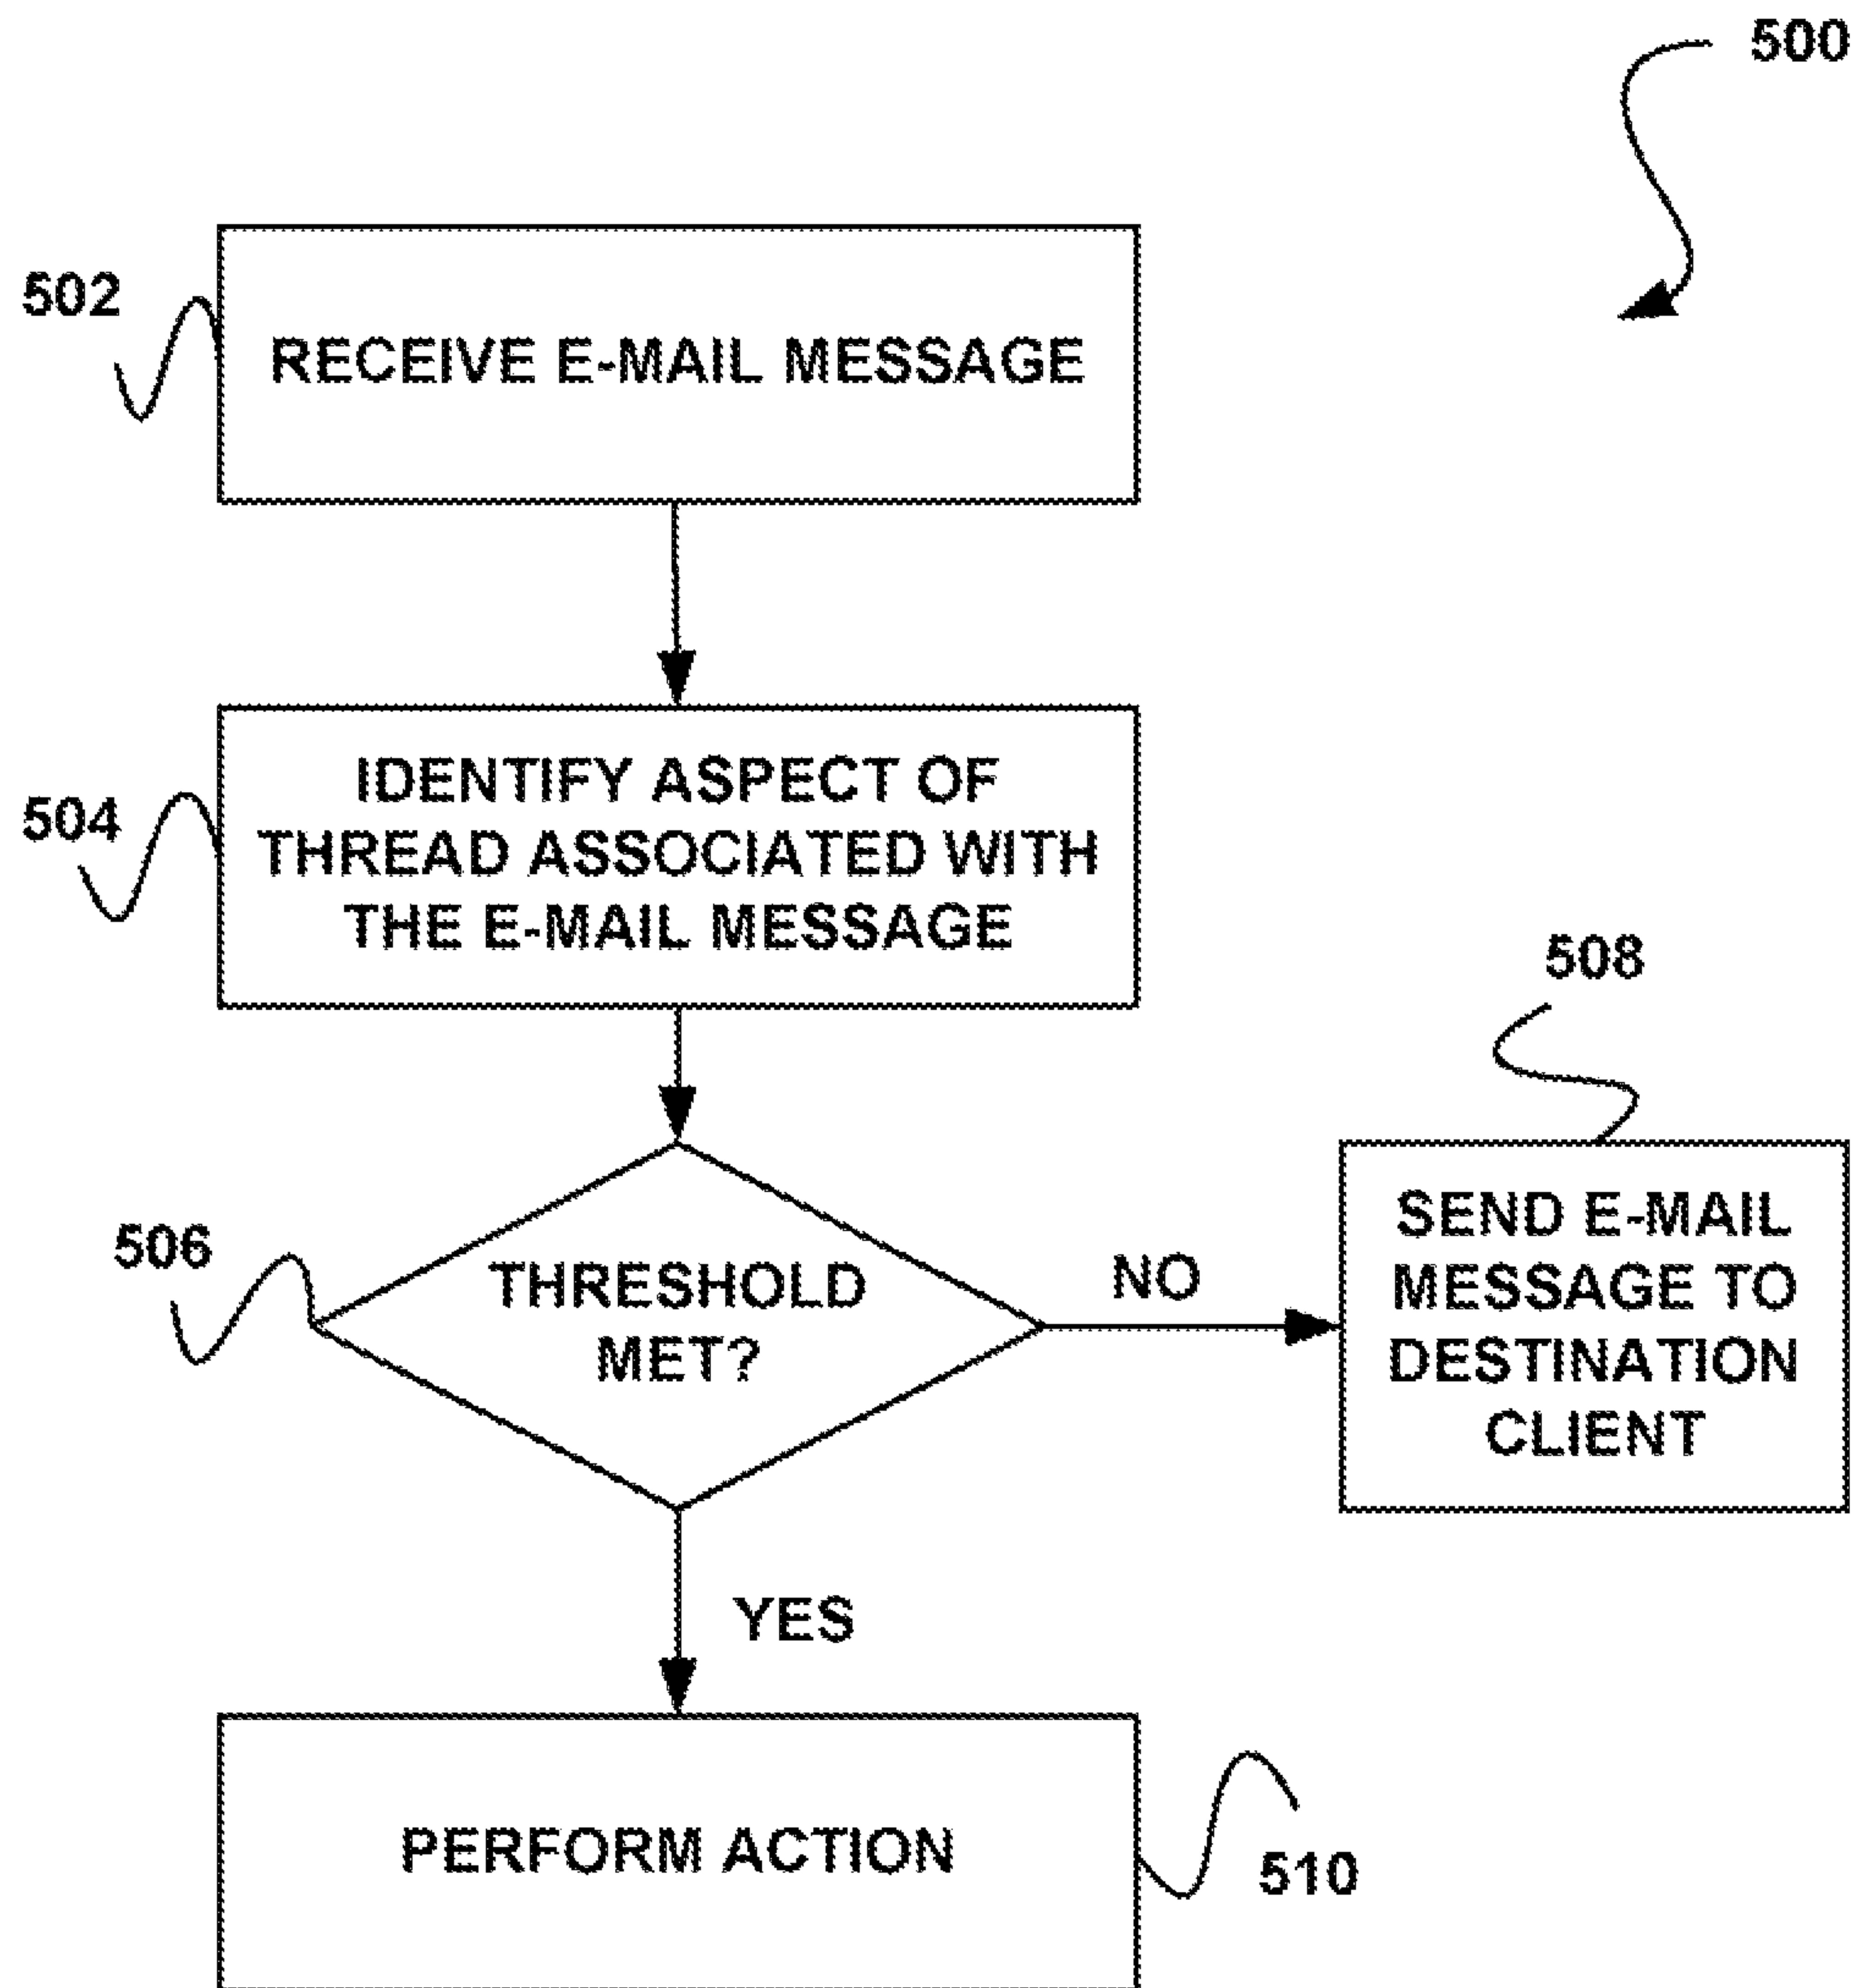 500
502
RECEIVE E-MAIL MESSAGE
504
IDENTIFY ASPECT OF
THREAD ASSOCIATED WITH
THE E-MAIL MESSAGE
506
THRESHOLD
MET?
NO
508
SEND E-MAIL
MESSAGE TO
DESTINATION
CLIENT
YES
PERFORM ACTION
510